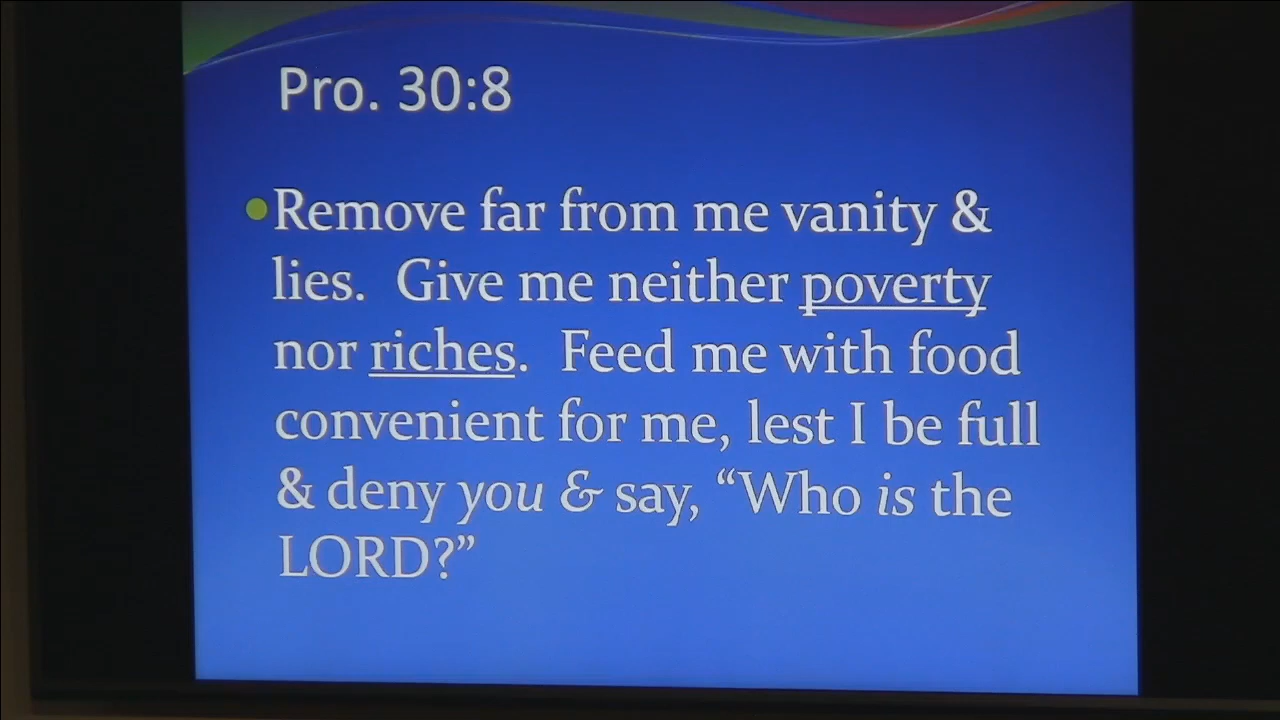 Pro. 30:8
Remove far from me vanity &
lies. Give me neither poverty
nor riches. Feed me with food
convenient for me, lest I be full
& deny you & say, “Who is the
LORD?”